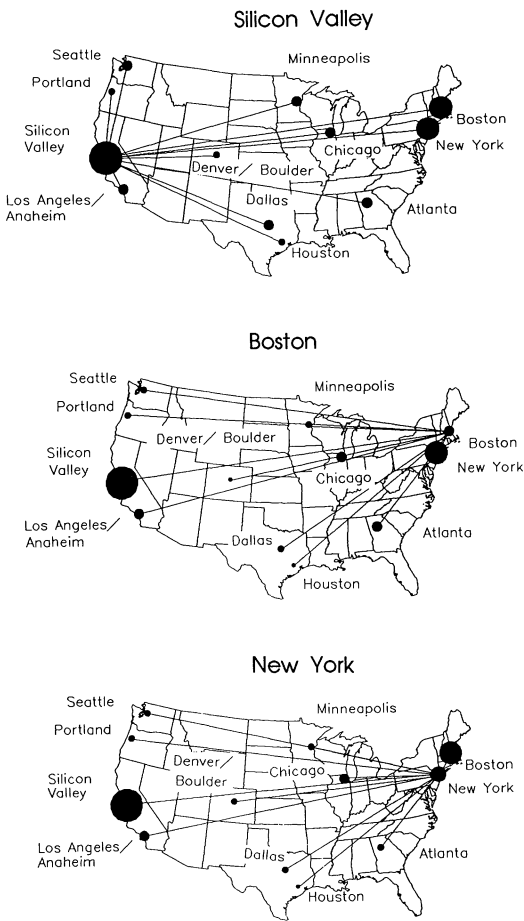 Silicon Valley
Seattle
Minneapolis
Portland
Boston
Silicon
Valley
New York
Chicago
Denver/ Boulder
Los Angeles/
Anaheim
Dallas
Atlanta
Houston
Boston
Seattle
Minneapolis
Portland
Denver/ Boulder
Boston
Silicon
Valley
New York
Chicago
Los Angeles/
Anaheim
Dallas
Atlanta
Houston
New York
Seattle
Minneapolis
Portland
Denver/
Boulder
Chicago
Boston
Silicon
Valley
New York
Los Angeles/
Anaheim
Dallas
Atlanta
Houston